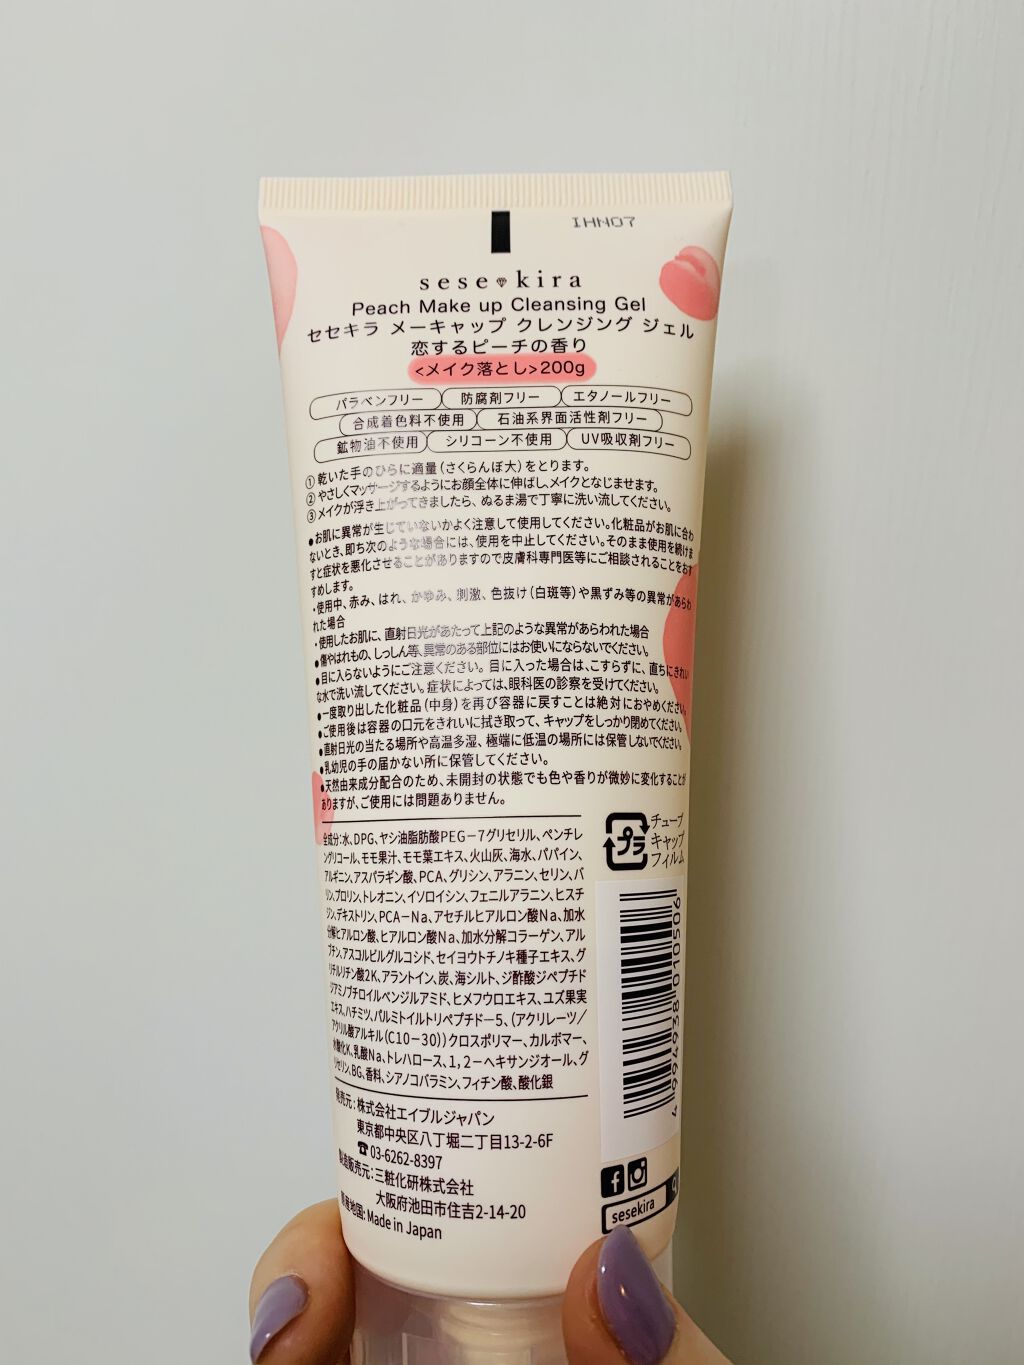 IHN07
sese kira
Peach Make up Cleansing Gel
セセキラ メーキャップ クレンジング ジェル
恋するピーチの香り
<メイク落とし>200g
パラベンフリー 防腐剤フリー エタノールフリー
合成着色料不使用 石油系界面活性剤フリー
鉱物油不使用 シリコーン不使用 UV吸収剤フリー
①乾いた手のひらに適量(さくらんぼ大)をとります。
②やさしくマッサージするようにお顔全体に伸ばし、メイクとなじませます。
③メイクが浮き上がってきましたら、ぬるま湯で丁寧に洗い流してください。
●お肌に異常が生じていないかよく注意して使用してください。化粧品がお肌に合わ
ないとき、即ち次のような場合には、使用を中止してください。そのまま使用を続けま
すと症状を悪化させることがありますので皮膚科専門医等にご相談されることをおす
すめします。
・使用中、赤み、はれ、かゆみ、刺激、色抜け(白斑等)や黒ずみ等の異常があらわ
れた場合
・使用したお肌に、直射日光があたって上記のような異常があらわれた場合
●傷やはれもの、しっしん等、異常のある部位にはお使いにならないでください。
●目に入らないようにご注意ください。目に入った場合は、こすらずに、直ちにきれい
な水で洗い流してください。症状によっては、眼科医の診察を受けてください。
●一度取り出した化粧品(中身)を再び容器に戻すことは絶対におやめください。
●ご使用後は容器の口元をきれいに拭き取って、キャップをしっかり閉めてください。
●直射日光の当たる場所や高温多湿、極端に低温の場所には保管しないでください。
●乳幼児の手の届かない所に保管してください。
●天然由来成分配合のため、未開封の状態でも色や香りが微妙に変化することが
ありますが、ご使用には問題ありません。
全成分:水、DPG、ヤシ油脂肪酸PEG-7グリセリル、ペンチレ
ングリコール、モモ果汁、モモ葉エキス、火山灰、海水、パパイン、
アルギニン、アスパラギン酸、PCA、グリシン、アラニン、セリン、バ
リン、プロリン、トレオニン、イソロイシン、フェニルアラニン、ヒスチ
ジン、デキストリン、PCA-Na、アセチルヒアルロン酸Na、加水
分解ヒアルロン酸、ヒアルロン酸Na、加水分解コラーゲン、アル
ブチン、アスコルビルグルコシド、セイヨウトチノキ種子エキス、グ
リチルリチン酸2K、アラントイン、炭、海シルト、ジ酢酸ジペプチド
ジアミノブチロイルベンジルアミド、ヒメフウロエキス、ユズ果実
エキス、ハチミツ、パルミトイルトリペプチド-5、(アクリレーツ/
アクリル酸アルキル(C10-30))クロスポリマー、カルボマー、
水酸化K、乳酸Na、トレハロース、1,2-ヘキサンジオール、グ
リセリン、BG、香料、シアノコバラミン、フィチン酸、酸化銀
プラ
チューブ
キャップ
フィルム
発売元:株式会社エイブルジャパン
東京都中央区八丁堀二丁目13-2-6F
☎03-6262-8397
製造販売元:三粧化研株式会社
大阪府池田市住吉2-14-20
原産地国:Made in Japan
sesekira